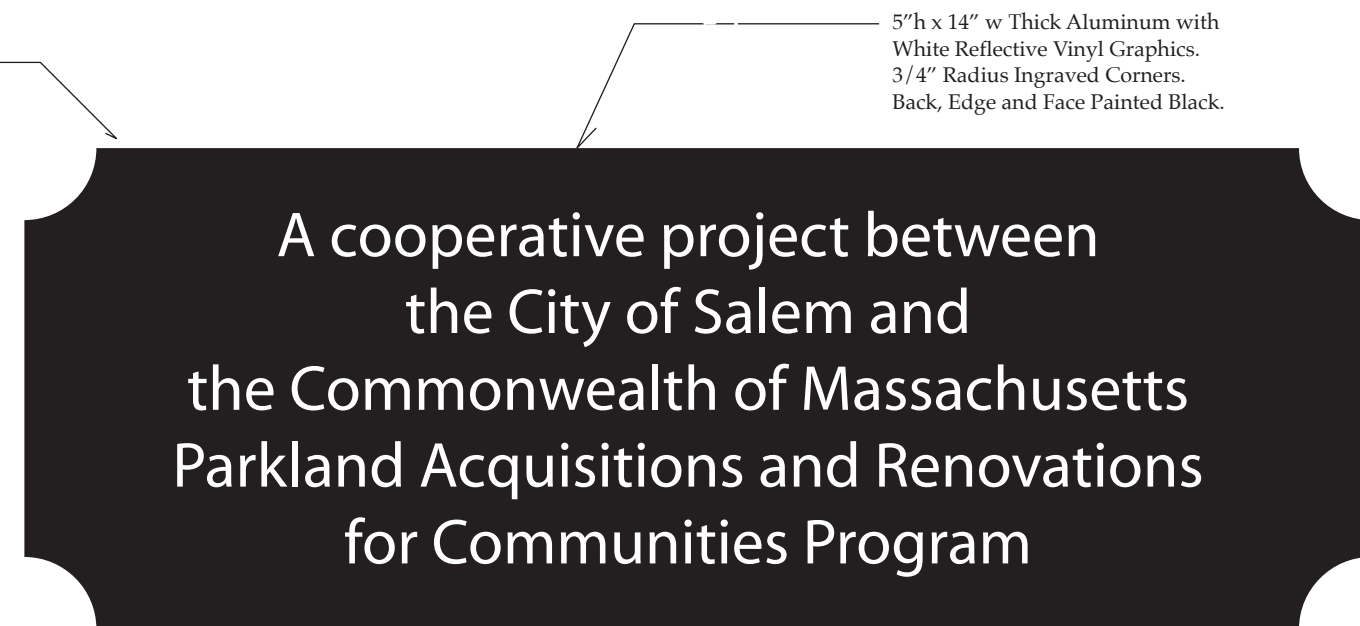 5”h x 14” w Thick Aluminum with
White Reflective Vinyl Graphics.
3/4” Radius Ingraved Corners.
Back, Edge and Face Painted Black.
A cooperative project between
the City of Salem and
the Commonwealth of Massachusetts
Parkland Acquisitions and Renovations
for Communities Program